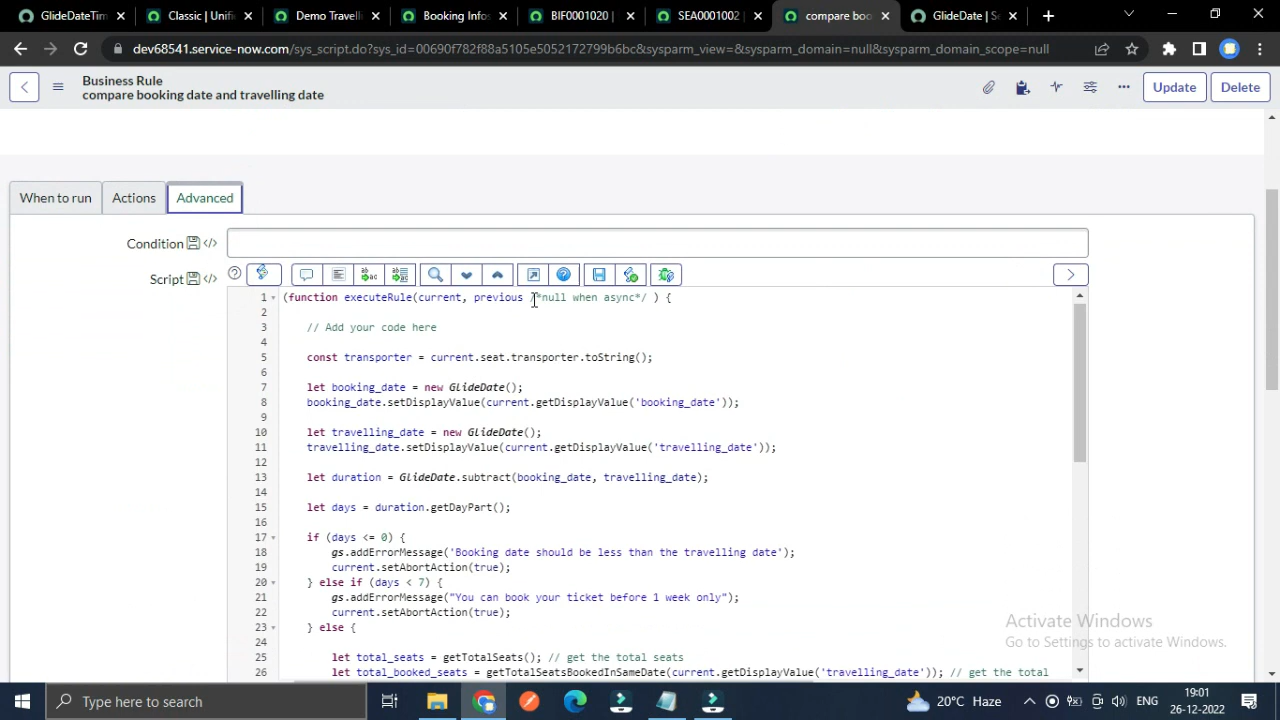 GlideDateTim
Classic | Unifi
Demo Travell
Booking Infos
BIF0001020 |
SEA0001002
compare boo
GlideDate | S
dev68541.service-now.com/sys_script.do?sys_id=00690f782f88a5105e5052172799b6bc&sysparm_view=&sysparm_domain=null&sysparm_domain_scope=null
Business Rule
compare booking date and travelling date
Update
Delete
When to run
Actions
Advanced
Condition
Script
1 (function executeRule(current, previous /*null when async*/ ) {
2
3 // Add your code here
4
5 const transporter = current.seat.transporter.toString();
6
7 let booking_date = new GlideDate();
8 booking_date.setDisplayValue(current.getDisplayValue('booking_date'));
9
10 let travelling_date = new GlideDate();
11 travelling_date.setDisplayValue(current.getDisplayValue('travelling_date'));
12
13 let duration = GlideDate.subtract(booking_date, travelling_date);
14
15 let days = duration.getDayPart();
16
17 if (days <= 0) {
18 gs.addErrorMessage('Booking date should be less than the travelling date');
19 current.setAbortAction(true);
20 } else if (days < 7) {
21 gs.addErrorMessage("You can book your ticket before 1 week only");
22 current.setAbortAction(true);
23 } else {
24
25 let total_seats = getTotalSeats(); // get the total seats
26 let total_booked_seats = getTotalSeatsBookedInSameDate(current.getDisplayValue('travelling_date')); // get the total
Activate Windows
Go to Settings to activate Windows.
Type here to search
20°C Haze
ENG
19:01
26-12-2022